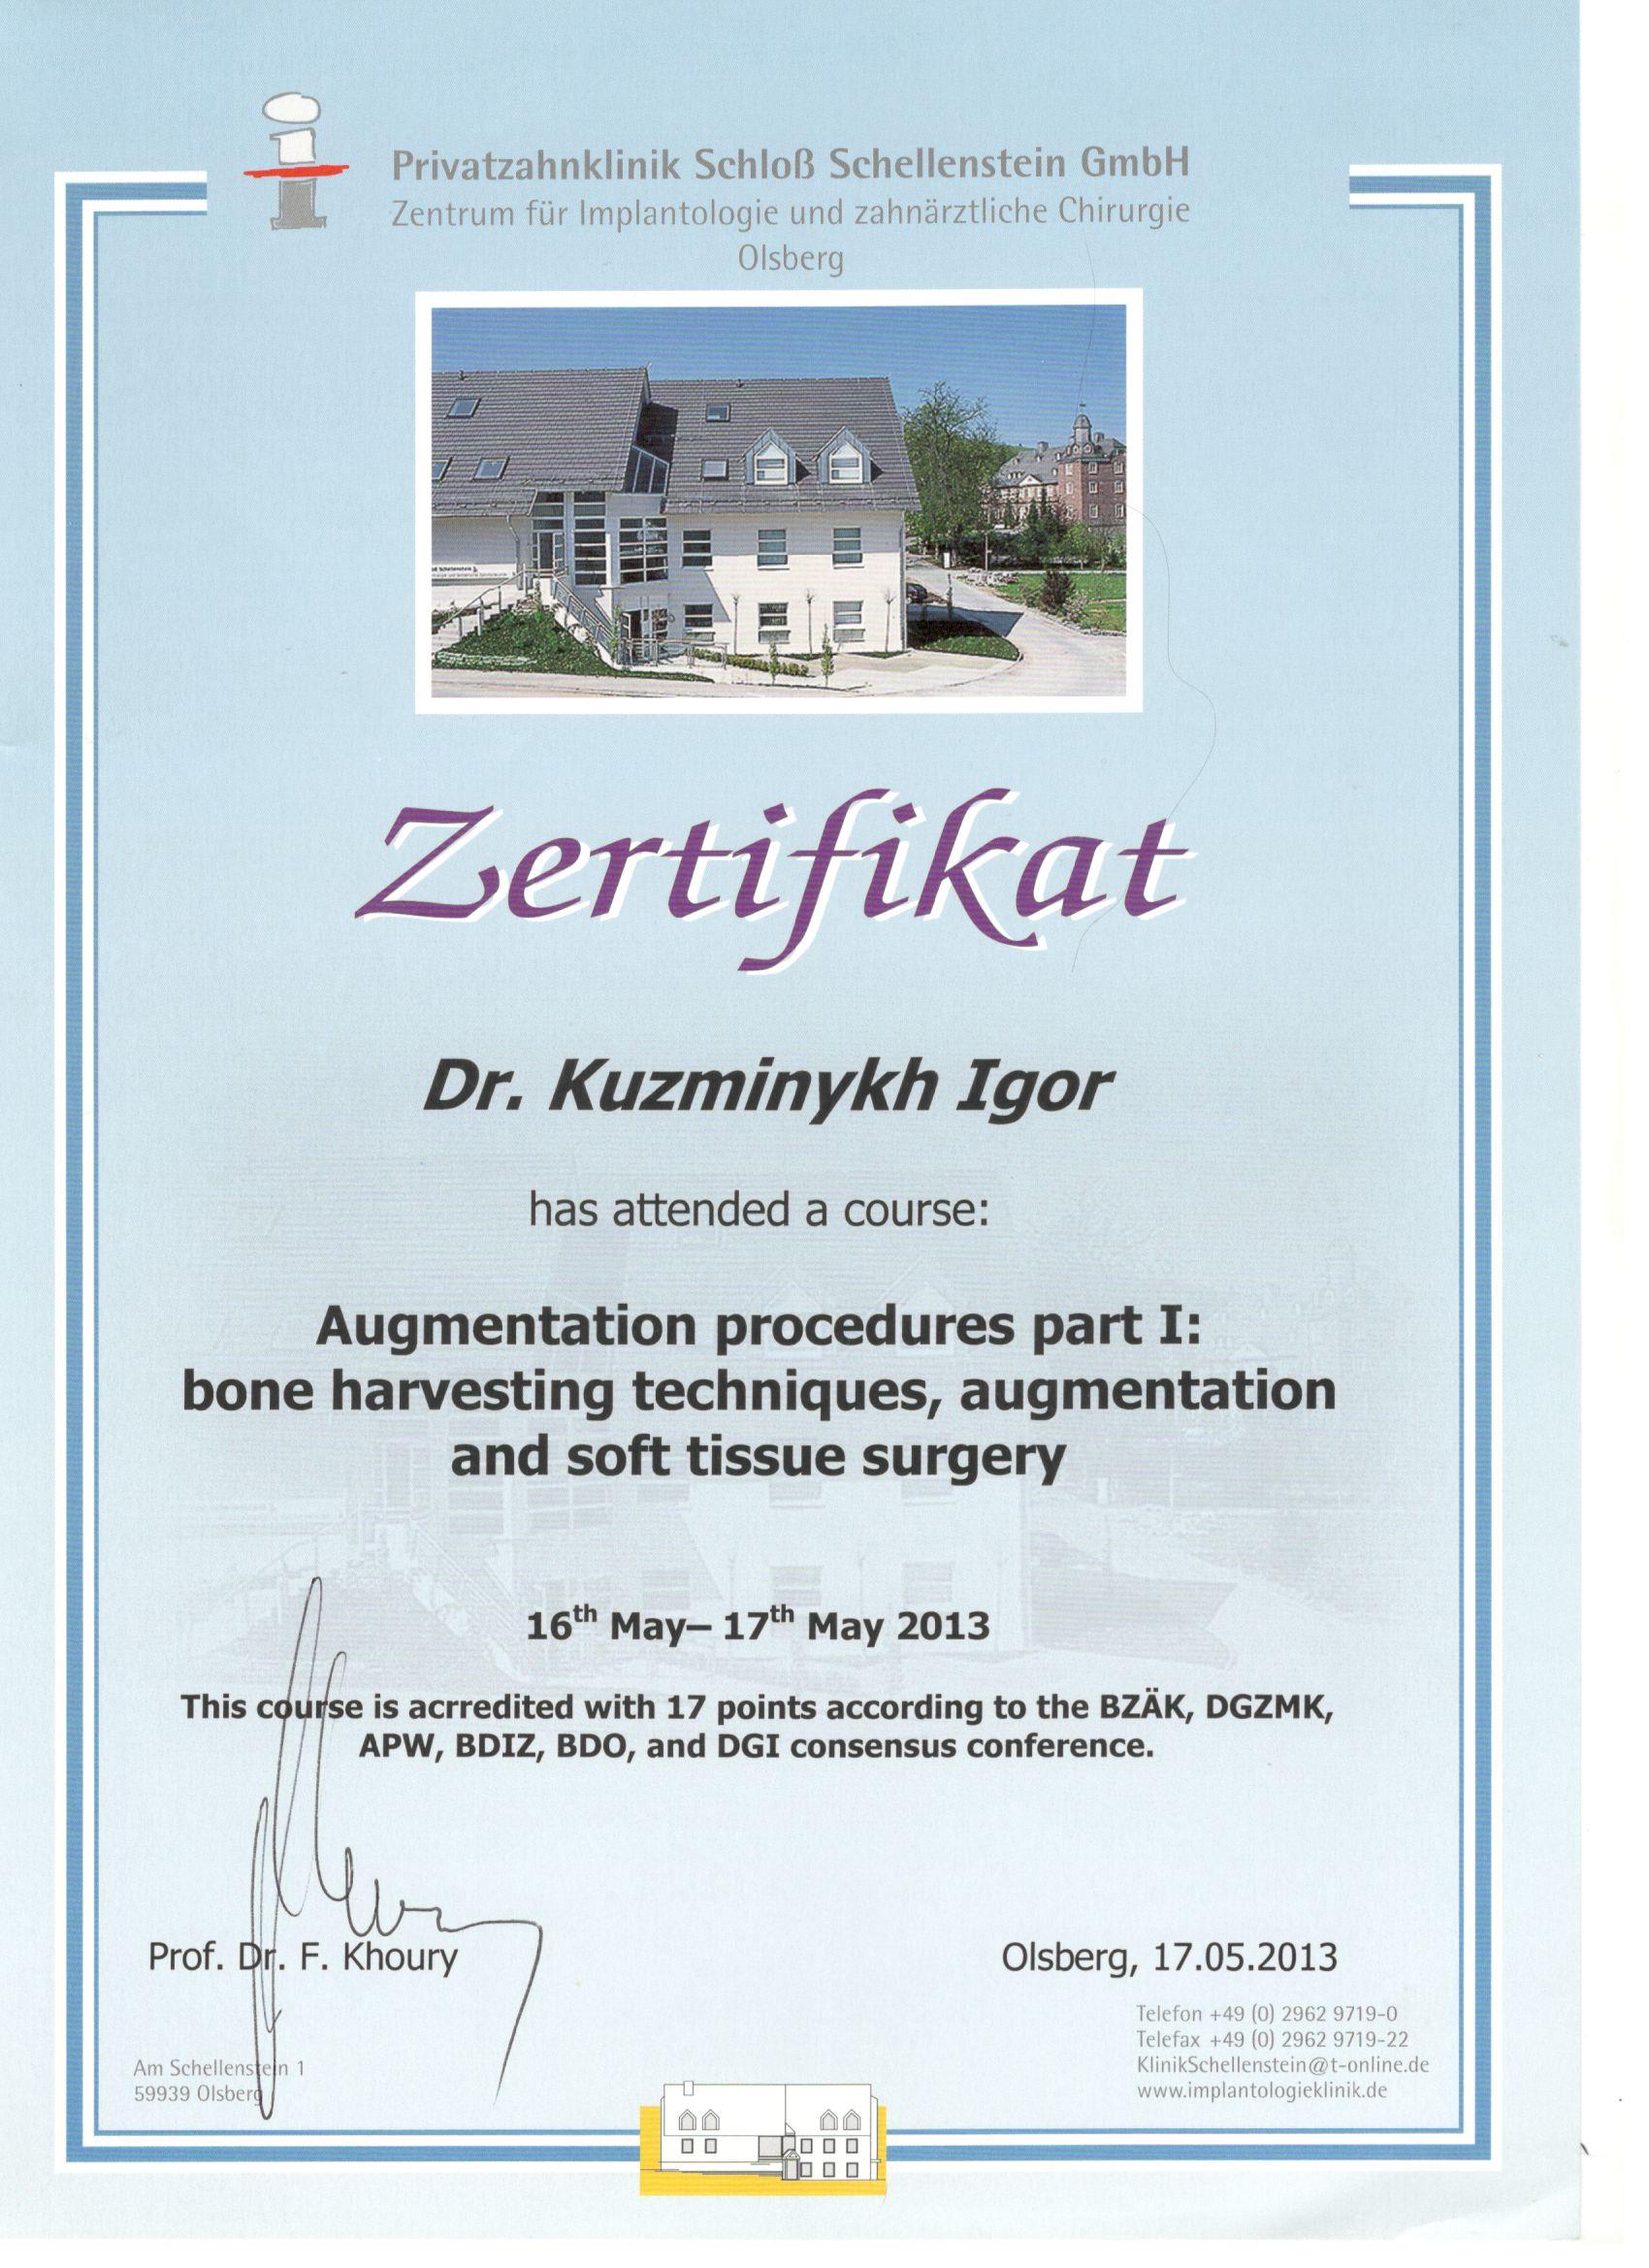 Privatzahnklinik Schloß Schellenstein GmbH
Zentrum für Implantologie und zahnärztliche Chirurgie
Olsberg
Zertifikat
Dr. Kuzminykh Igor
has attended a course:
Augmentation procedures part I:
bone harvesting techniques, augmentation
and soft tissue surgery
16th May– 17th May 2013
This course is acrredited with 17 points according to the BZÄK, DGZMK,
APW, BDIZ, BDO, and DGI consensus conference.
Prof. Dr. F. Khoury
Olsberg, 17.05.2013
Telefon +49 (0) 2962 9719-0
Telefax +49 (0) 2962 9719-22
KlinikSchellenstein@t-online.de
www.implantologieklinik.de
Am Schellenstein 1
59939 Olsberg